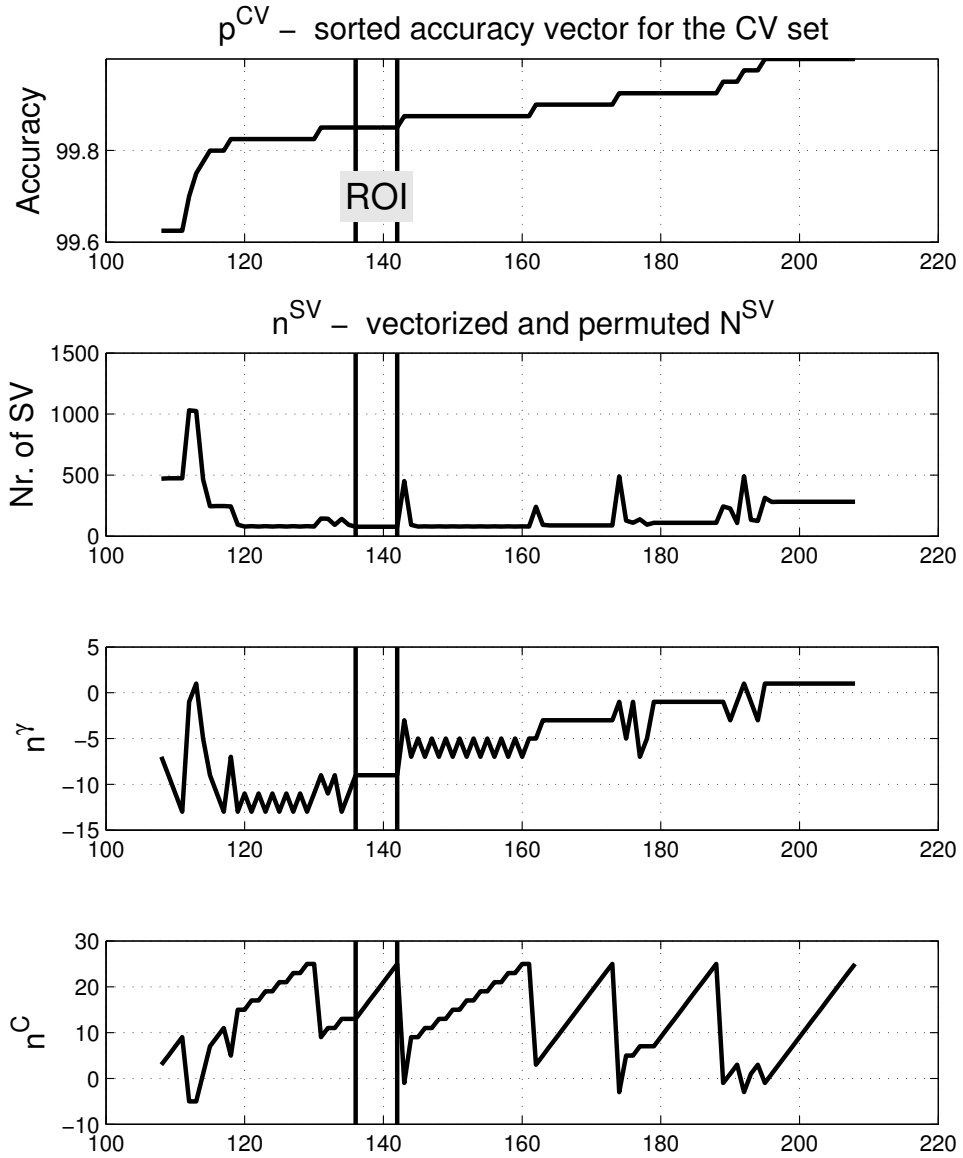 p^CV – sorted accuracy vector for the CV set
Accuracy
99.8
99.6
ROI
100 120 140 160 180 200 220
n^SV – vectorized and permuted N^SV
Nr. of SV
1500
1000
500
0
100 120 140 160 180 200 220
n^γ
5
0
−5
−10
−15
100 120 140 160 180 200 220
n^C
30
20
10
0
−10
100 120 140 160 180 200 220